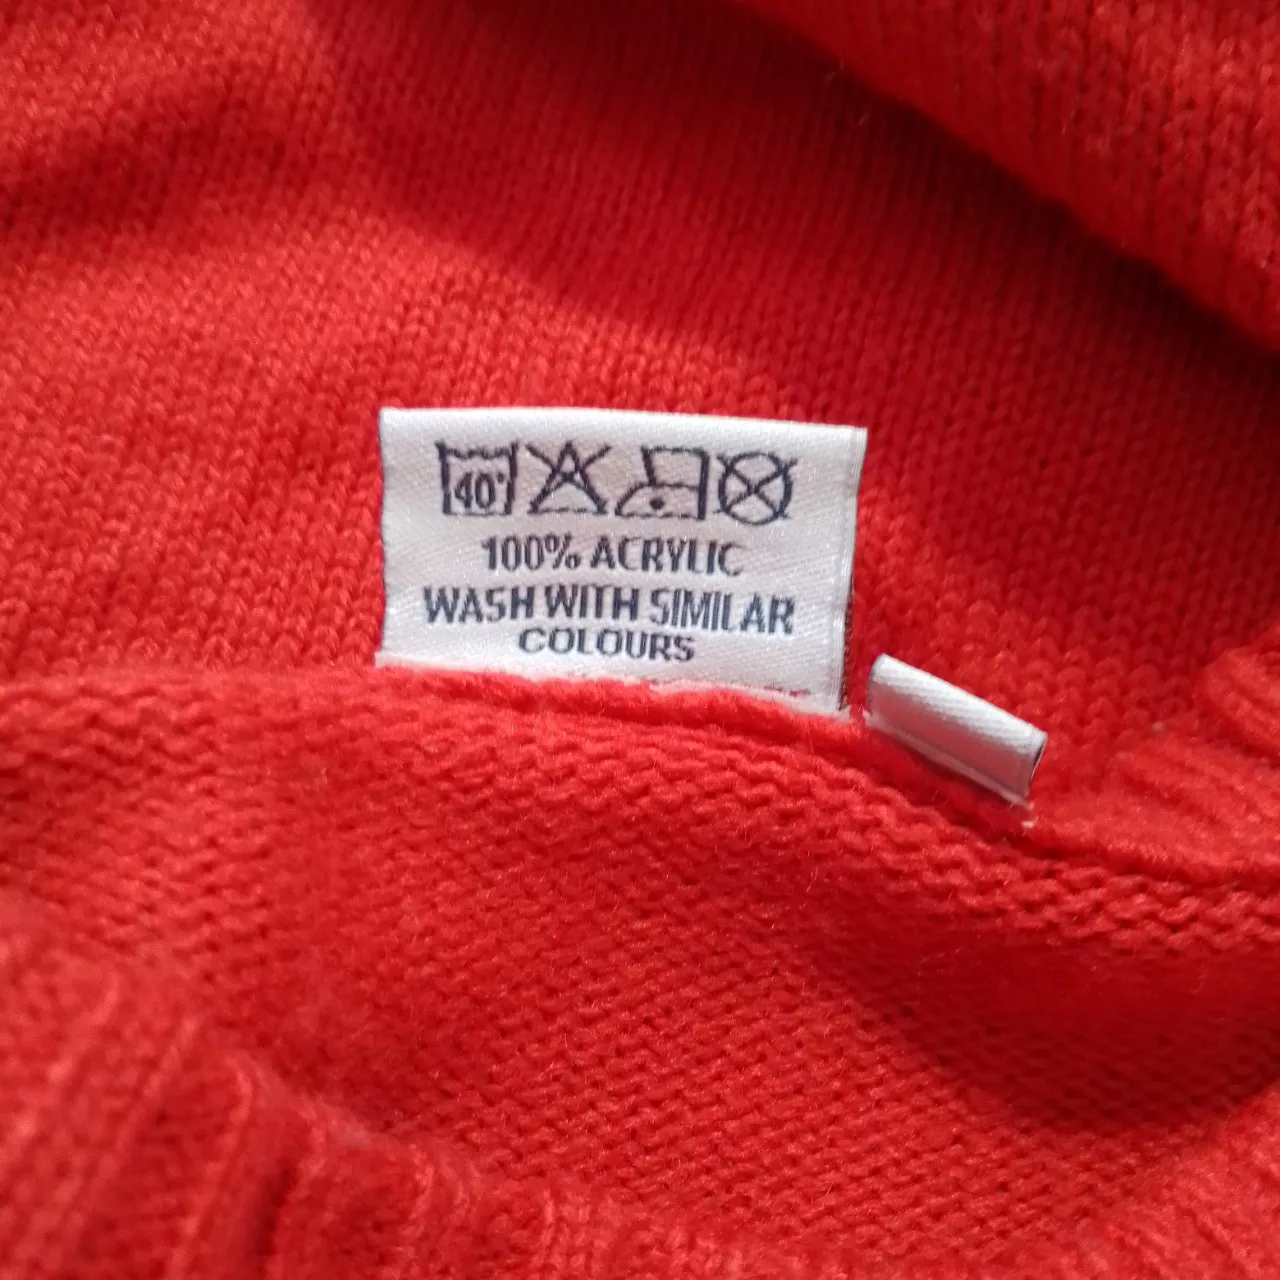 40°
100% ACRYLIC
WASH WITH SIMILAR
COLOURS